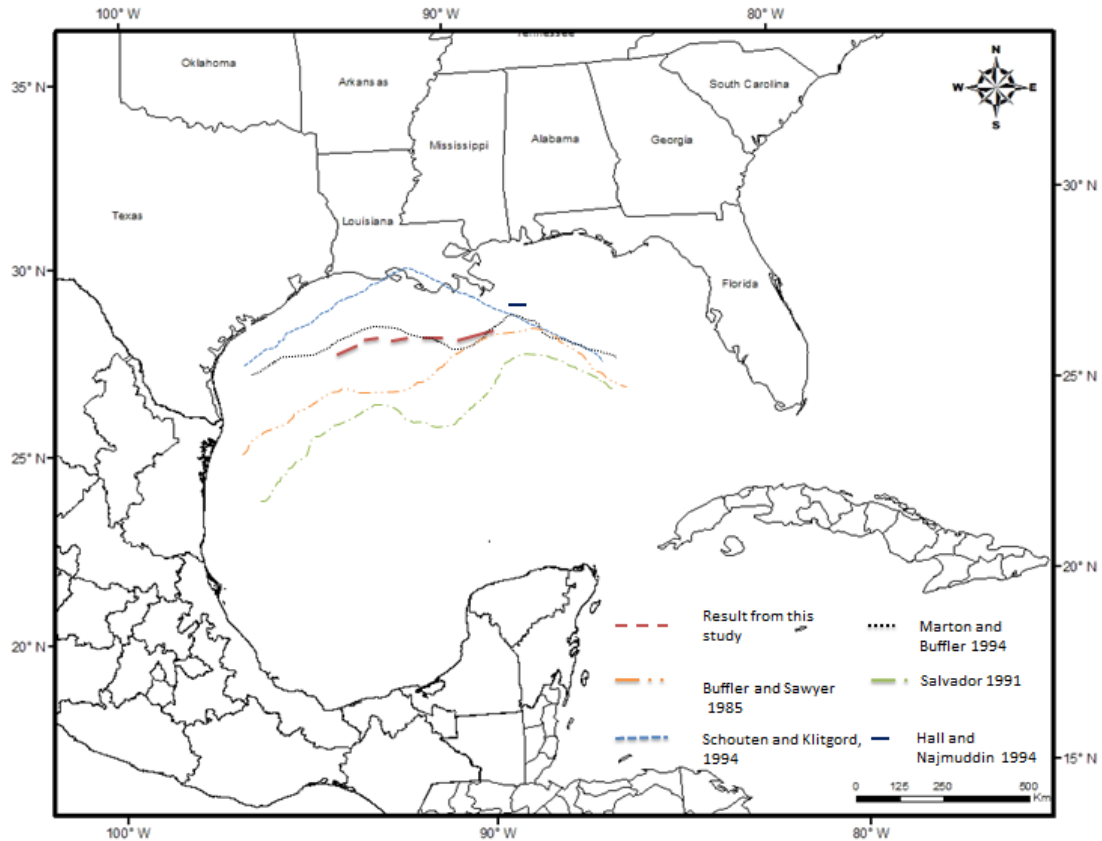 100° W 90° W 80° W
N
W E
S
35° N
30° N
25° N
20° N
30° N
25° N
20° N
15° N
Tennessee
Oklahoma
Arkansas
South Carolina
Mississippi
Alabama
Georgia
Texas
Louisiana
Florida
Result from this
study
Marton and
Buffler 1994
Buffler and Sawyer
1985
Salvador 1991
Schouten and Klitgord,
1994
Hall and
Najmuddin 1994
0 125 250 500
Km
100° W 90° W 80° W